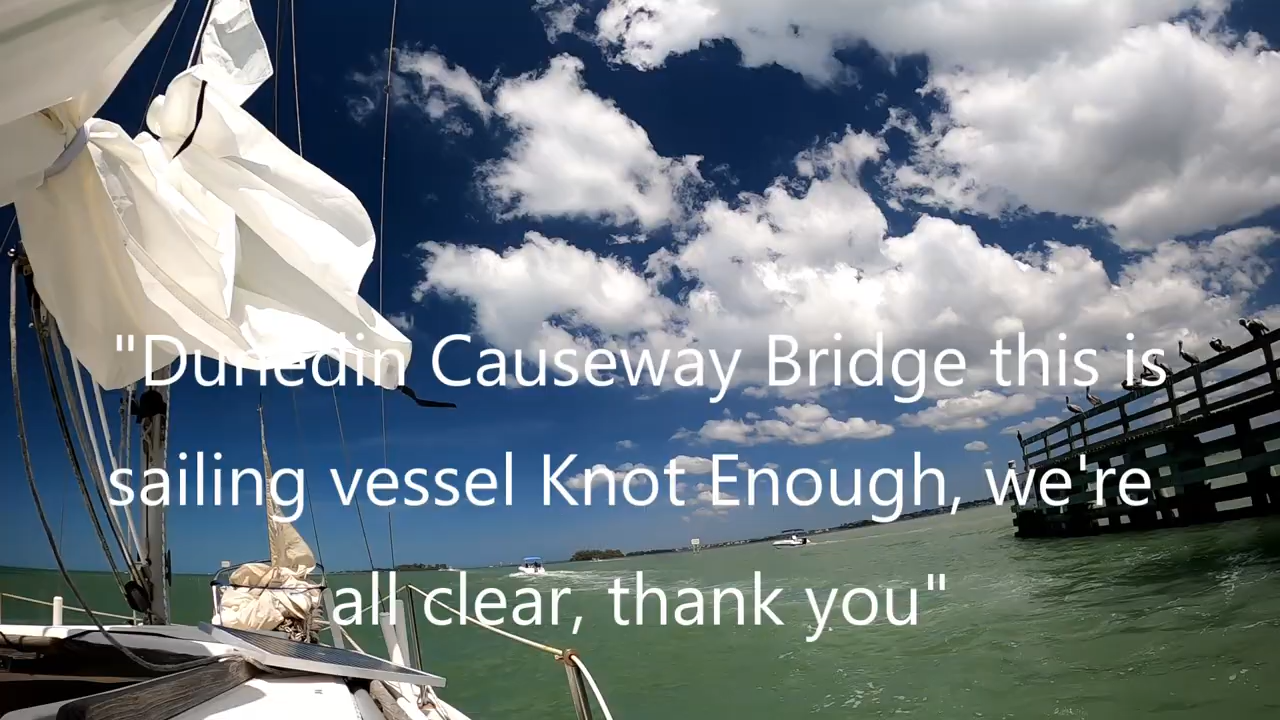 "Dunedin Causeway Bridge this is
sailing vessel Knot Enough, we're
all clear, thank you"